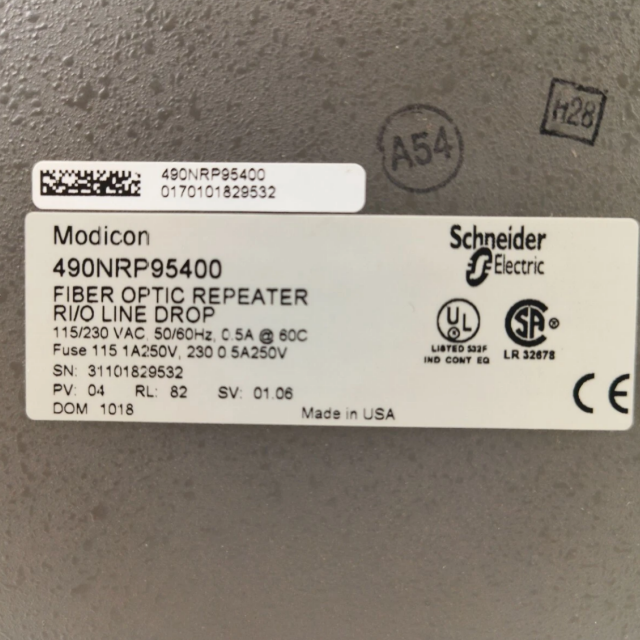 H28
A54
490NRP95400
0170101829532
Modicon
Schneider
Electric
490NRP95400
FIBER OPTIC REPEATER
RI/O LINE DROP
115/230 VAC, 50/60Hz, 0.5A @ 60C
Fuse 115 1A250V, 230 0 5A250V
UL
LISTED 532F
IND CONT EQ
SA
LR 32678
SN: 31101829532
PV: 04 RL: 82 SV: 01.06
DOM 1018
Made in USA
CE